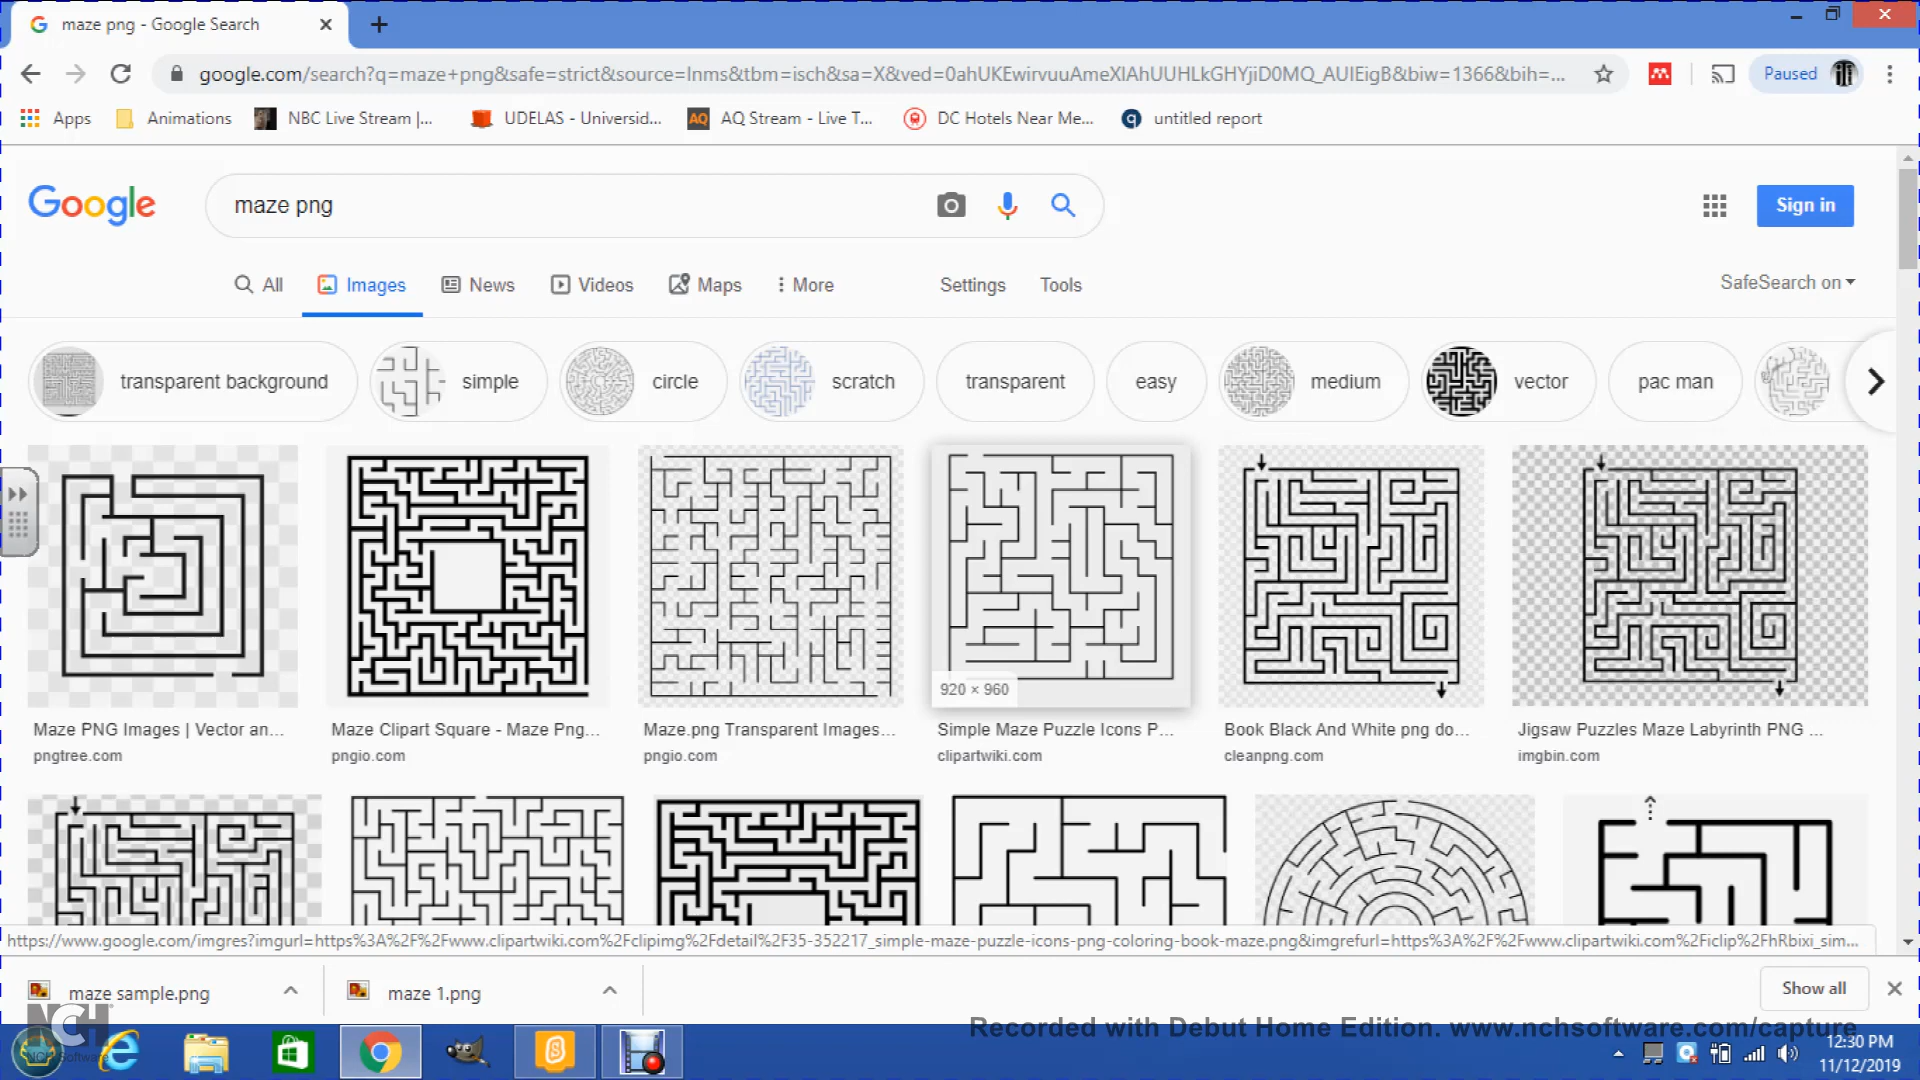 maze png - Google Search
google.com/search?q=maze+png&safe=strict&source=lnms&tbm=isch&sa=X&ved=0ahUKEwirvuuAmeXlAhUUHLkGHYjiD0MQ_AUIEigB&biw=1366&bih=...
Paused
Apps Animations NBC Live Stream |... UDELAS - Universid... AQ AQ Stream - Live T... DC Hotels Near Me... untitled report
Google maze png Sign in
All Images News Videos Maps More Settings Tools SafeSearch on
transparent background simple circle scratch transparent easy medium vector pac man
920 × 960
Maze PNG Images | Vector an... Maze Clipart Square - Maze Png... Maze.png Transparent Images... Simple Maze Puzzle Icons P... Book Black And White png do... Jigsaw Puzzles Maze Labyrinth PNG ...
pngtree.com pngio.com pngio.com clipartwiki.com cleanpng.com imgbin.com
https://www.google.com/imgres?imgurl=https%3A%2F%2Fwww.clipartwiki.com%2Fclipimg%2Fdetail%2F35-352217_simple-maze-puzzle-icons-png-coloring-book-maze.png&imgrefurl=https%3A%2F%2Fwww.clipartwiki.com%2Ficlip%2FhRbixi_sim...
maze sample.png maze 1.png Show all
NCH
NCH Software
Recorded with Debut Home Edition. www.nchsoftware.com/capture
12:30 PM
11/12/2019